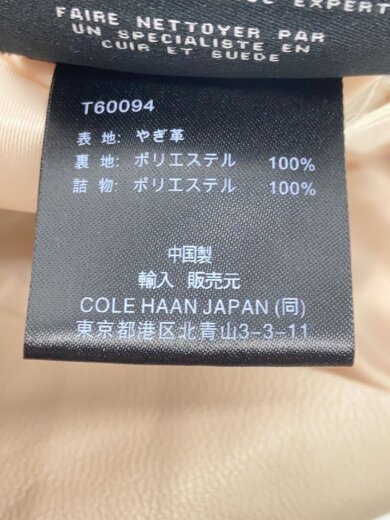 EXPERT
FAIRE NETTOYER PAR
UN SPECIALISTE EN
CUIR ET SUEDE
T60094
表 地: やぎ革
裏 地: ポリエステル 100%
詰 物: ポリエステル 100%
中国製
輸入 販売元
COLE HAAN JAPAN (同)
東京都港区北青山3-3-11